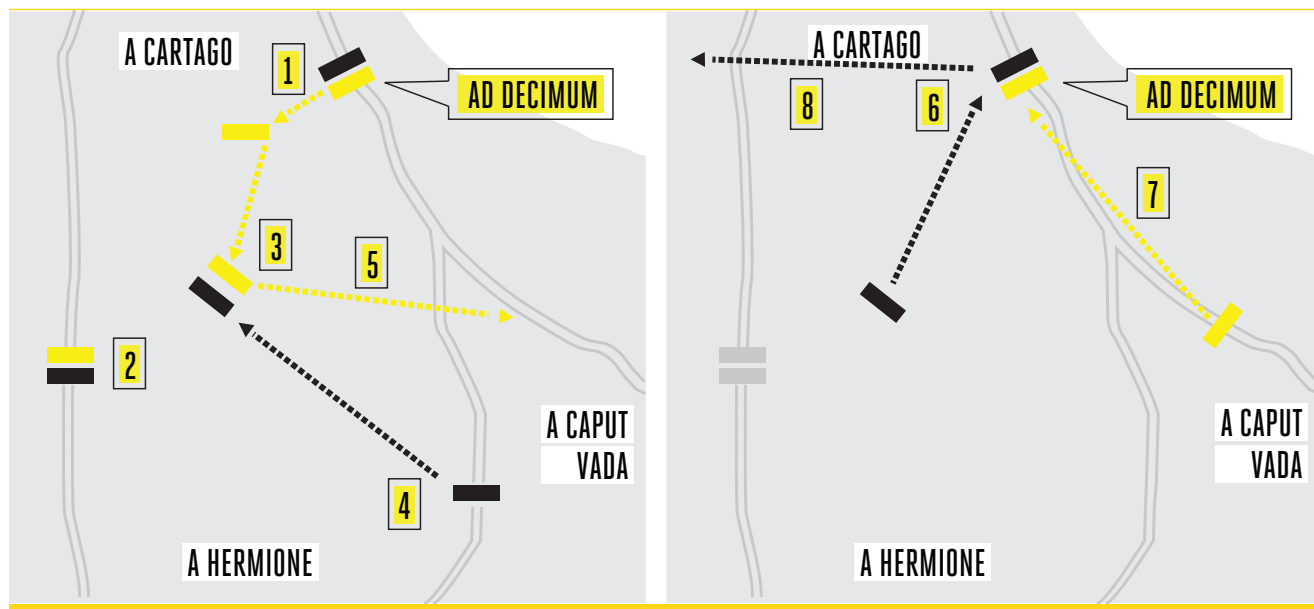 A CARTAGO
1
AD DECIMUM
3
5
2
A CAPUT
VADA
4
A HERMIONE
A CARTAGO
8
6
AD DECIMUM
7
A CAPUT
VADA
A HERMIONE